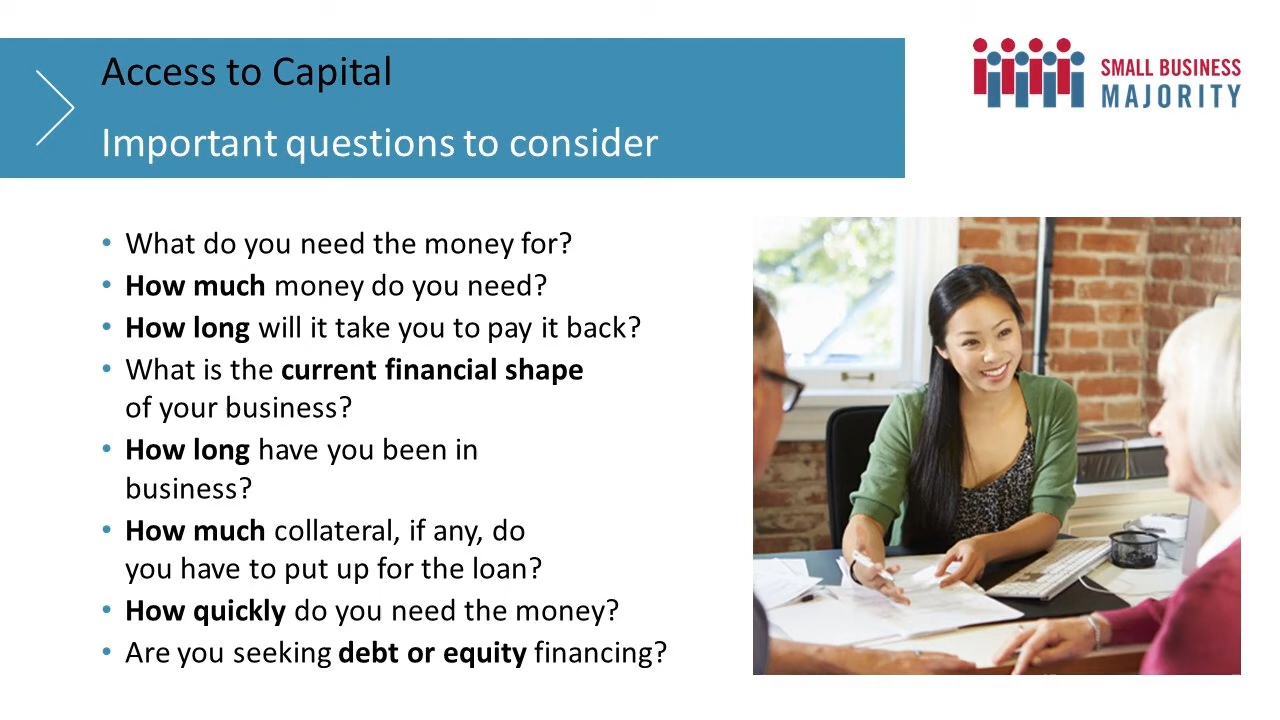 Access to Capital
Important questions to consider
SMALL BUSINESS
MAJORITY
• What do you need the money for?
• How much money do you need?
• How long will it take you to pay it back?
• What is the current financial shape
of your business?
• How long have you been in
business?
• How much collateral, if any, do
you have to put up for the loan?
• How quickly do you need the money?
• Are you seeking debt or equity financing?